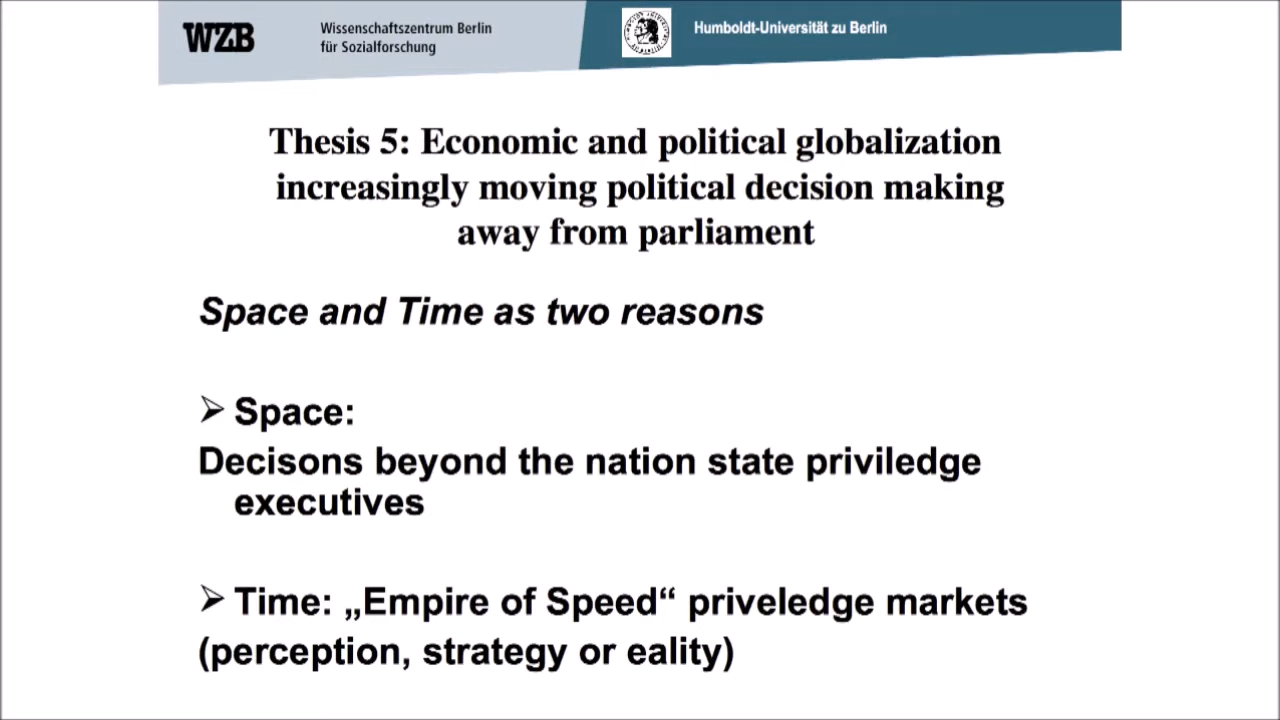 WZB
Wissenschaftszentrum Berlin
für Sozialforschung
Humboldt-Universität zu Berlin
Thesis 5: Economic and political globalization
increasingly moving political decision making
away from parliament
Space and Time as two reasons
➢ Space:
Decisons beyond the nation state priviledge
executives
➢ Time: „Empire of Speed“ priveledge markets
(perception, strategy or eality)